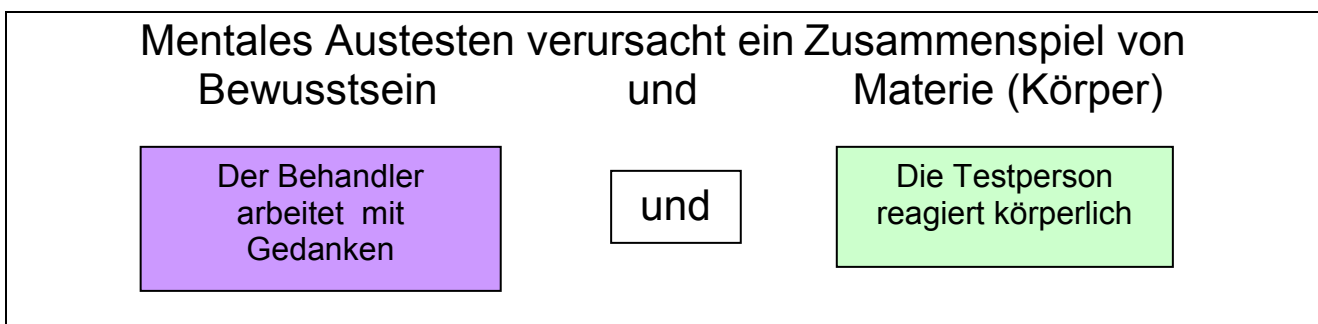 Mentales Austesten verursacht ein Zusammenspiel von
Bewusstsein und Materie (Körper)
Der Behandler
arbeitet mit
Gedanken
und
Die Testperson
reagiert körperlich